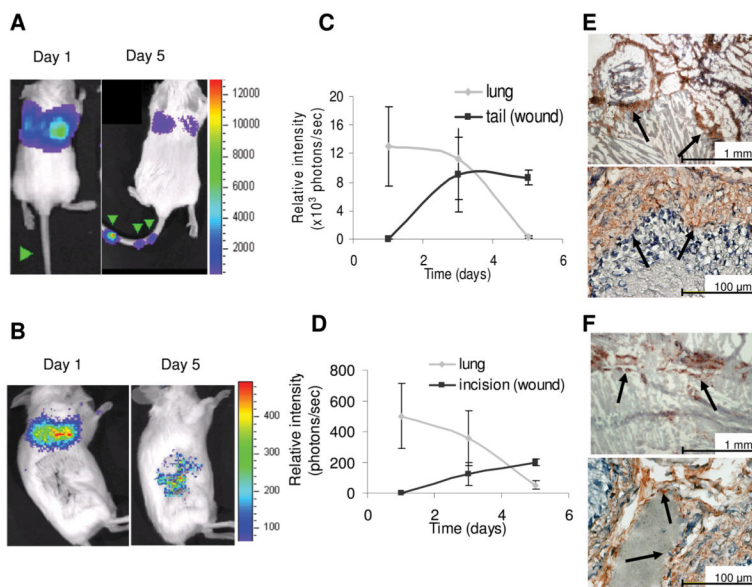 A
Day 1
Day 5
12000
10000
8000
6000
4000
2000
B
Day 1
Day 5
400
300
200
100
C
Relative intensity
(x10³ photons/sec)
20
16
12
8
4
0
0
2
4
6
Time (days)
lung
tail (wound)
D
Relative intensity
(photons/sec)
800
600
400
200
0
0
2
4
6
Time (days)
lung
incision (wound)
E
1 mm
100 µm
F
1 mm
100 µm